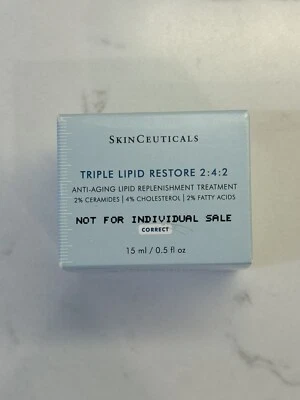 SKINCEUTICALS
TRIPLE LIPID RESTORE 2:4:2
ANTI-AGING LIPID REPLENISHMENT TREATMENT
2% CERAMIDES | 4% CHOLESTEROL | 2% FATTY ACIDS
NOT FOR INDIVIDUAL SALE
CORRECT
15 ml / 0.5 fl oz